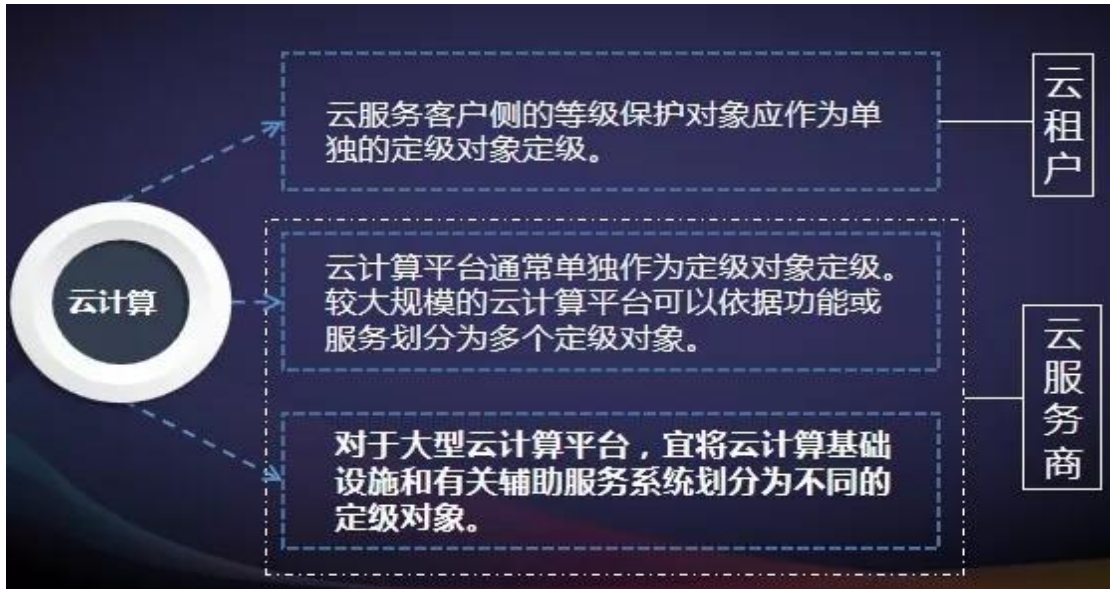 云服务客户侧的等级保护对象应作为单
独的定级对象定级。
云租户
云计算
云计算平台通常单独作为定级对象定级。
较大规模的云计算平台可以依据功能或
服务划分为多个定级对象。
云服务商
对于大型云计算平台，宜将云计算基础
设施和有关辅助服务系统划分为不同的
定级对象。